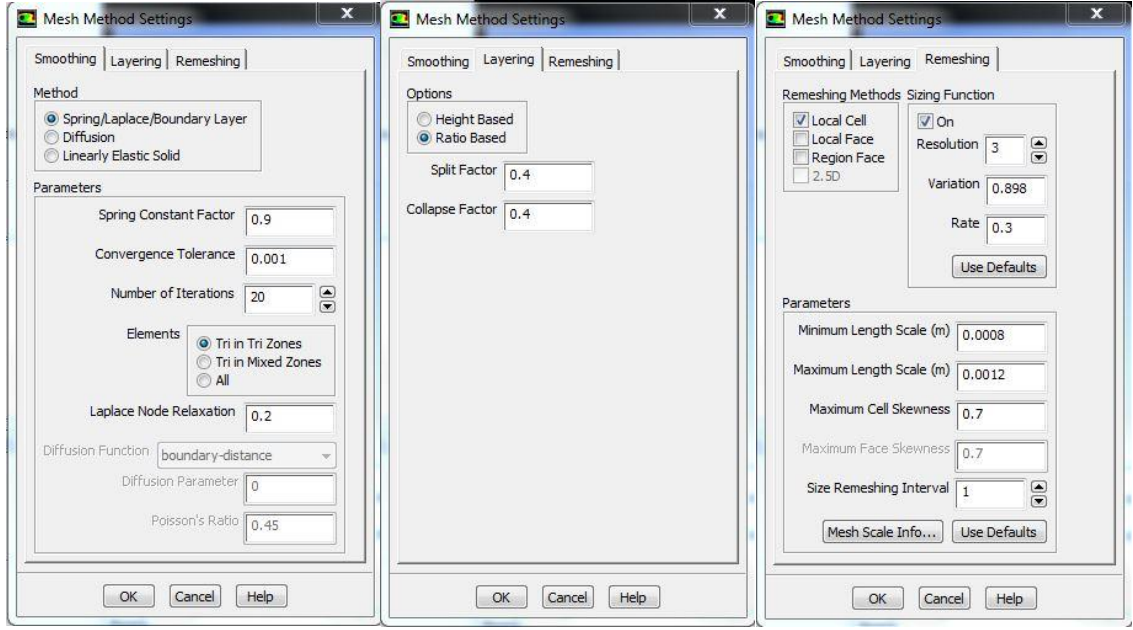 Mesh Method Settings
X
Smoothing Layering Remeshing
Method
Spring/Laplace/Boundary Layer
Diffusion
Linearly Elastic Solid
Parameters
Spring Constant Factor 0.9
Convergence Tolerance 0.001
Number of Iterations 20
Elements
Tri in Tri Zones
Tri in Mixed Zones
All
Laplace Node Relaxation 0.2
Diffusion Function boundary-distance
Diffusion Parameter 0
Poisson's Ratio 0.45
OK Cancel Help
Mesh Method Settings
X
Smoothing Layering Remeshing
Options
Height Based
Ratio Based
Split Factor 0.4
Collapse Factor 0.4
OK Cancel Help
Mesh Method Settings
X
Smoothing Layering Remeshing
Remeshing Methods
Local Cell
Local Face
Region Face
2.5D
Sizing Function
On
Resolution 3
Variation 0.898
Rate 0.3
Use Defaults
Parameters
Minimum Length Scale (m) 0.0008
Maximum Length Scale (m) 0.0012
Maximum Cell Skewness 0.7
Maximum Face Skewness 0.7
Size Remeshing Interval 1
Mesh Scale Info... Use Defaults
OK Cancel Help